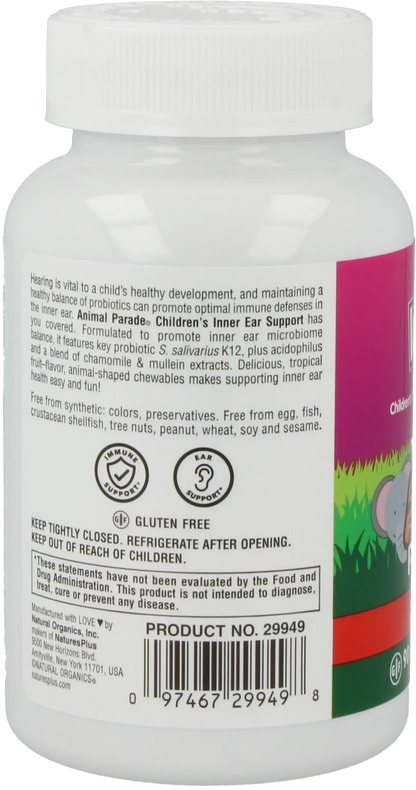 Hearing is vital to a child's healthy development, and maintaining a
healthy balance of probiotics can promote optimal immune defenses in
the inner ear. Animal Parade® Children's Inner Ear Support has
you covered. Formulated to promote inner ear microbiome
balance, it features key probiotic S. salivarius K12, plus acidophilus
and a blend of chamomile & mullein extracts. Delicious, tropical
fruit-flavor, animal-shaped chewables makes supporting inner ear
health easy and fun!
Free from synthetic: colors, preservatives. Free from egg, fish,
crustacean shellfish, tree nuts, peanut, wheat, soy and sesame.
IMMUNE
SUPPORT*
EAR
SUPPORT*
GF GLUTEN FREE
KEEP TIGHTLY CLOSED. REFRIGERATE AFTER OPENING.
KEEP OUT OF REACH OF CHILDREN.
*These statements have not been evaluated by the Food and
Drug Administration. This product is not intended to diagnose,
treat, cure or prevent any disease.
Manufactured with LOVE ♥ by
Natural Organics, Inc.
makers of NaturesPlus
9500 New Horizons Blvd.
Amityville, New York 11701, USA
©NATURAL ORGANICS®
naturesplus.com
PRODUCT NO. 29949
0 97467 29949 8
Children'
GF 90